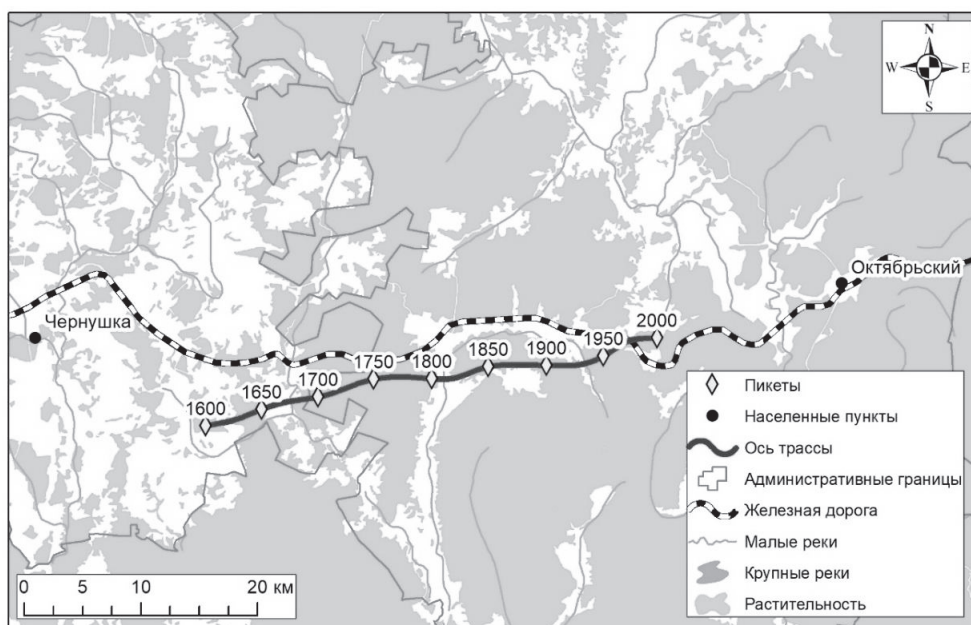 N
W E
S
Октябрьский
Чернушка
2000
1950
1850
1900
1750
1800
1700
1650
1600
Пикеты
Населенные пункты
Ось трассы
Административные границы
Железная дорога
Малые реки
Крупные реки
Растительность
0 5 10 20 км